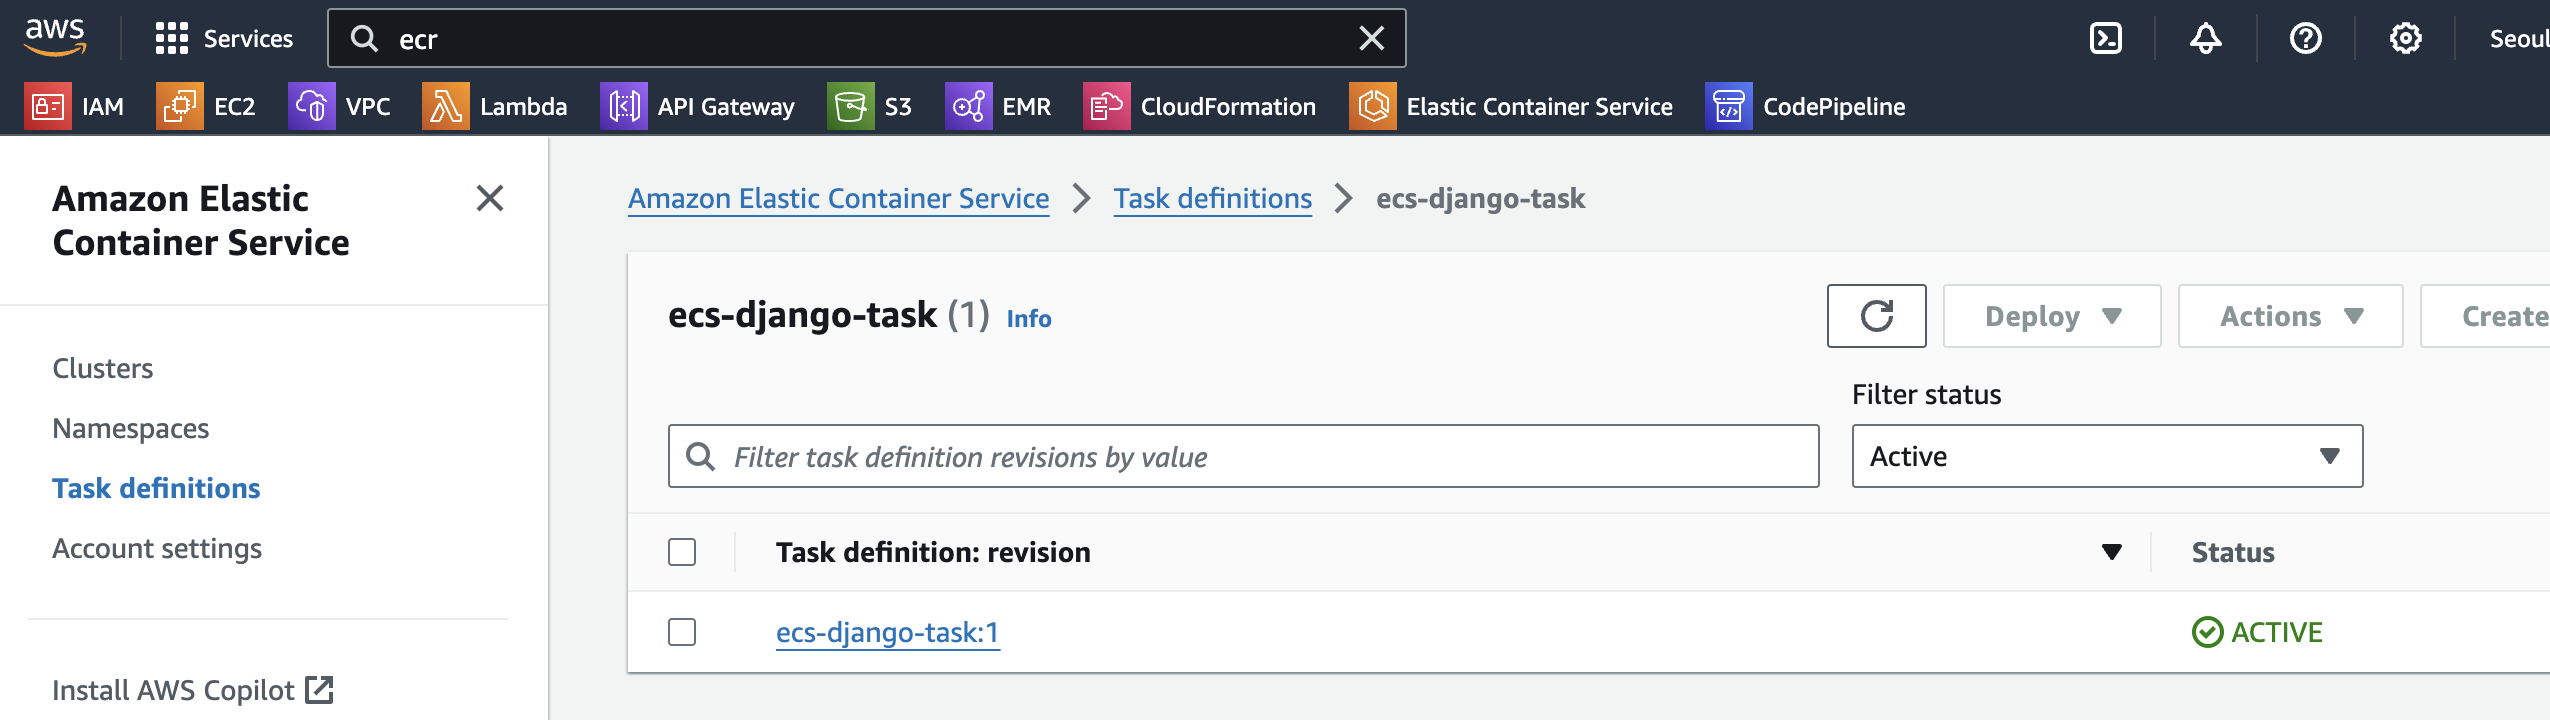 aws
Services
ecr
Seoul
IAM
EC2
VPC
Lambda
API Gateway
S3
EMR
CloudFormation
Elastic Container Service
CodePipeline
Amazon Elastic
Container Service
Clusters
Namespaces
Task definitions
Account settings
Install AWS Copilot
Amazon Elastic Container Service
Task definitions
ecs-django-task
ecs-django-task (1) Info
Deploy
Actions
Create
Filter status
Filter task definition revisions by value
Active
Task definition: revision
Status
ecs-django-task:1
ACTIVE